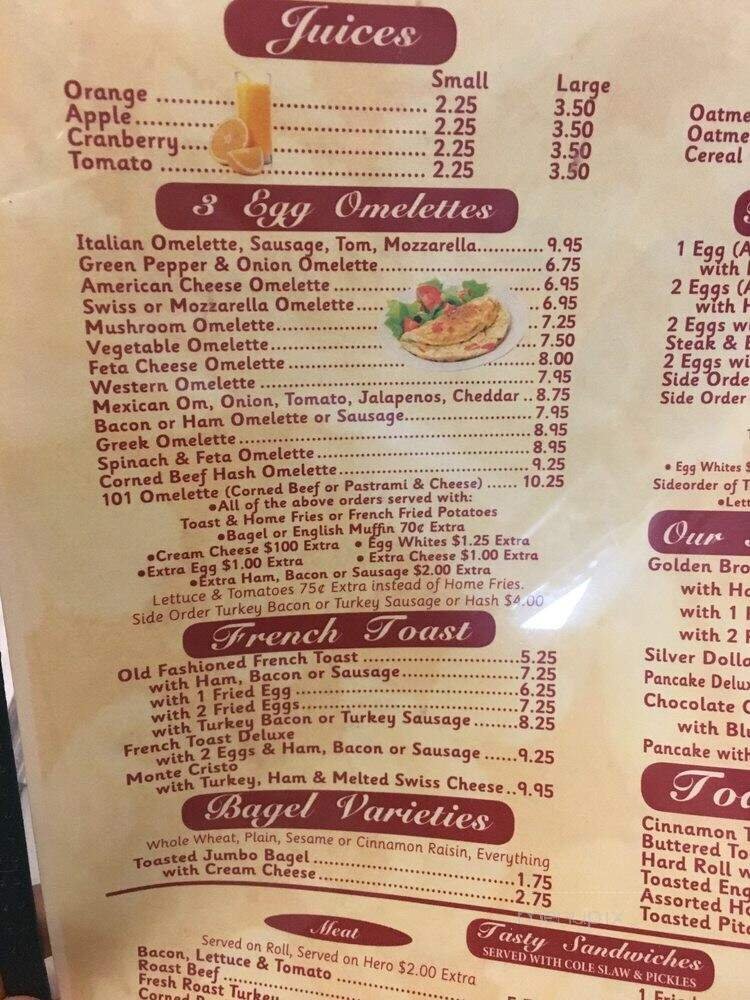 Juices
Small Large
Orange 2.25 3.50
Apple 2.25 3.50
Cranberry 2.25 3.50
Tomato 2.25 3.50
3 Egg Omelettes
Italian Omelette, Sausage, Tom, Mozzarella 9.95
Green Pepper & Onion Omelette 6.75
American Cheese Omelette 6.95
Swiss or Mozzarella Omelette 6.95
Mushroom Omelette 7.25
Vegetable Omelette 7.50
Feta Cheese Omelette 8.00
Western Omelette 7.95
Mexican Om, Onion, Tomato, Jalapenos, Cheddar 8.75
Bacon or Ham Omelette or Sausage 7.95
Greek Omelette 8.95
Spinach & Feta Omelette 8.95
Corned Beef Hash Omelette 9.25
101 Omelette (Corned Beef or Pastrami & Cheese) 10.25
•All of the above orders served with:
Toast & Home Fries or French Fried Potatoes
•Bagel or English Muffin 70¢ Extra
•Cream Cheese $100 Extra • Egg Whites $1.25 Extra
•Extra Egg $1.00 Extra • Extra Cheese $1.00 Extra
•Extra Ham, Bacon or Sausage $2.00 Extra
Lettuce & Tomatoes 75¢ Extra instead of Home Fries.
Side Order Turkey Bacon or Turkey Sausage or Hash $4.00
French Toast
Old Fashioned French Toast 5.25
with Ham, Bacon or Sausage 7.25
with 1 Fried Egg 6.25
with 2 Fried Eggs 7.25
with Turkey Bacon or Turkey Sausage 8.25
French Toast Deluxe
with 2 Eggs & Ham, Bacon or Sausage 9.25
Monte Cristo
with Turkey, Ham & Melted Swiss Cheese 9.95
Bagel Varieties
Whole Wheat, Plain, Sesame or Cinnamon Raisin, Everything
Toasted Jumbo Bagel 1.75
with Cream Cheese 2.75
Meat
Served on Roll, Served on Hero $2.00 Extra
Bacon, Lettuce & Tomato
Roast Beef
Fresh Roast Turkey
Corned
Tasty Sandwiches
SERVED WITH COLE SLAW & PICKLES
Oatme
Oatme
Cereal
1 Egg (A
with
2 Eggs (A
with H
2 Eggs w
Steak & E
2 Eggs wi
Side Orde
Side Order
• Egg Whites $
Sideorder of T
•Lett
Our
Golden Bro
with Ha
with 1
with 2
Silver Dolla
Pancake Delux
Chocolate C
with Blu
Pancake with
Toa
Cinnamon T
Buttered To
Hard Roll w
Toasted Eng
Assorted Ho
Toasted Pita